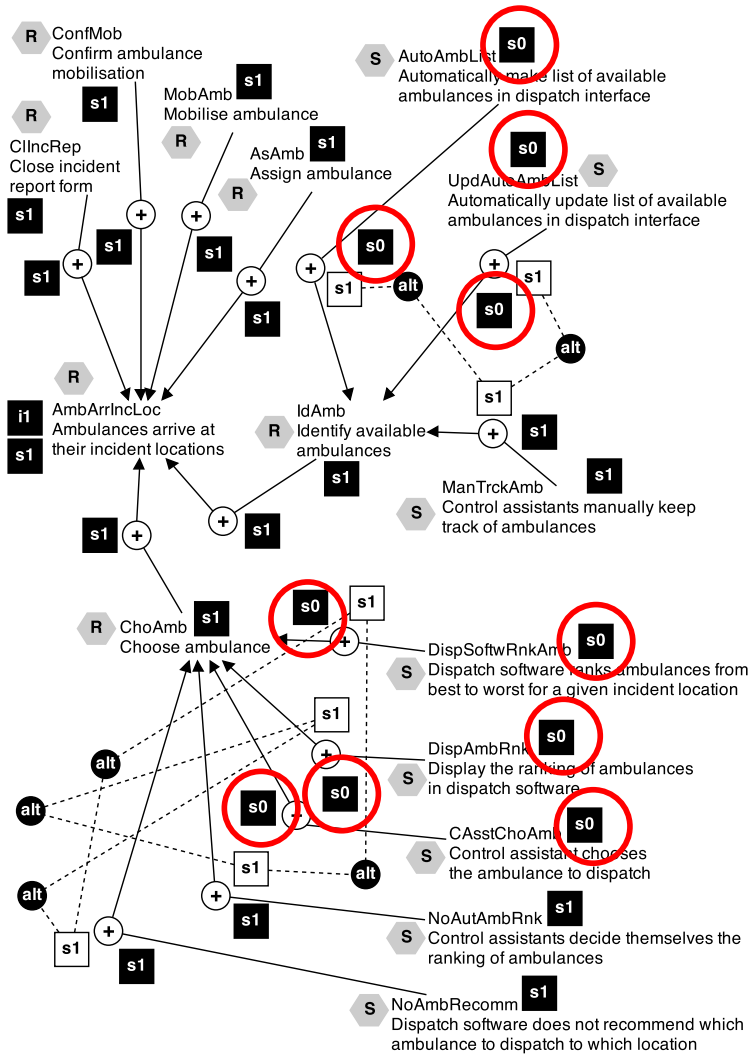 R
ConfMob
Confirm ambulance
mobilisation
s1
R
ClIncRep
Close incident
report form
s1
MobAmb
s1
Mobilise ambulance
R
AsAmb
s1
Assign ambulance
R
S
AutoAmbList
s0
Automatically make list of available
ambulances in dispatch interface
s0
S
UpdAutoAmbList
Automatically update list of available
ambulances in dispatch interface
+
s1
+
s1
+
s1
+
s1
+
s0
s1
alt
+
s1
s0
alt
s1
R
AmbArrIncLoc
Ambulances arrive at
their incident locations
i1
s1
R
IdAmb
Identify available
ambulances
s1
+
s1
ManTrckAmb
s1
S
Control assistants manually keep
track of ambulances
+
s1
s1
+
R
ChoAmb
s1
Choose ambulance
s0
s1
+
DispSoftwRnkAmb
s0
S
Dispatch software ranks ambulances from
best to worst for a given incident location
s1
+
DispAmbRnk
s0
S
Display the ranking of ambulances
in dispatch software
alt
alt
s0
s0
+
CAsstChoAmb
s0
S
Control assistant chooses
the ambulance to dispatch
s1
alt
alt
+
s1
NoAutAmbRnk
s1
S
Control assistants decide themselves the
ranking of ambulances
s1
+
s1
NoAmbRecomm
s1
S
Dispatch software does not recommend which
ambulance to dispatch to which location